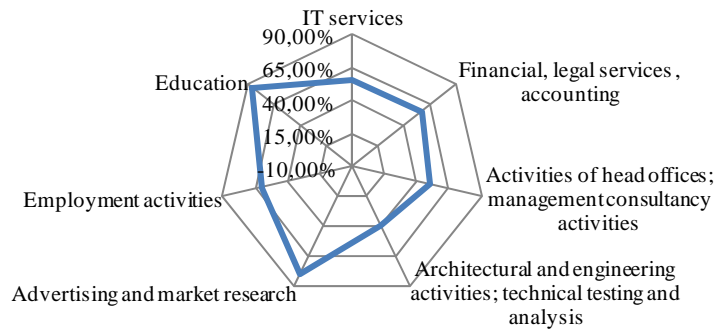 IT services
90,00%
65,00%
40,00%
15,00%
-10,00%
Financial, legal services ,
accounting
Activities of head offices;
management consultancy
activities
Architectural and engineering
activities; technical testing and
analysis
Advertising and market research
Employment activities
Education